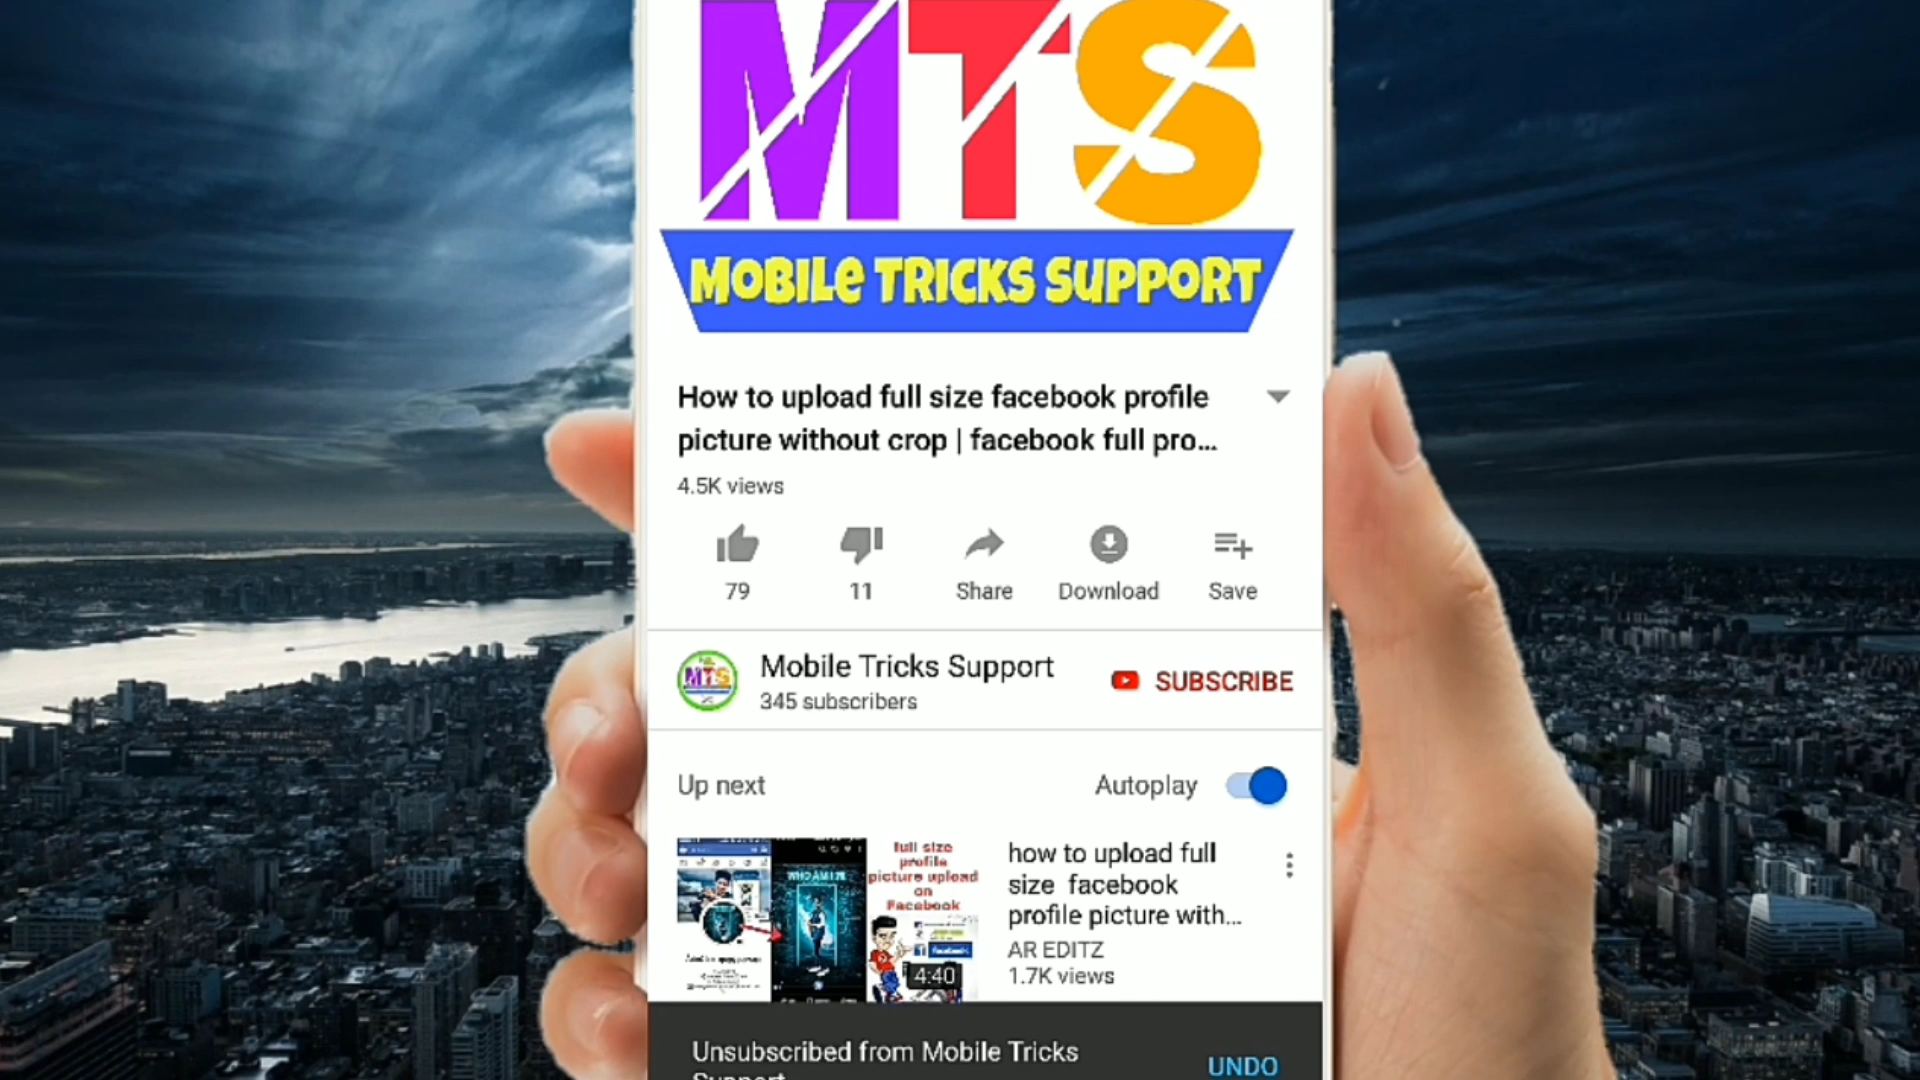 MTS
MOBILe TRICKS SUPPORT
How to upload full size facebook profile
picture without crop | facebook full pro...
4.5K views
79
11
Share
Download
Save
Mobile Tricks Support
345 subscribers
SUBSCRIBE
Up next
Autoplay
WHO AM I ?
full size
profile
picture upload
on
Facebook
4:40
how to upload full
size facebook
profile picture with...
AR EDITZ
1.7K views
Unsubscribed from Mobile Tricks
Support
UNDO